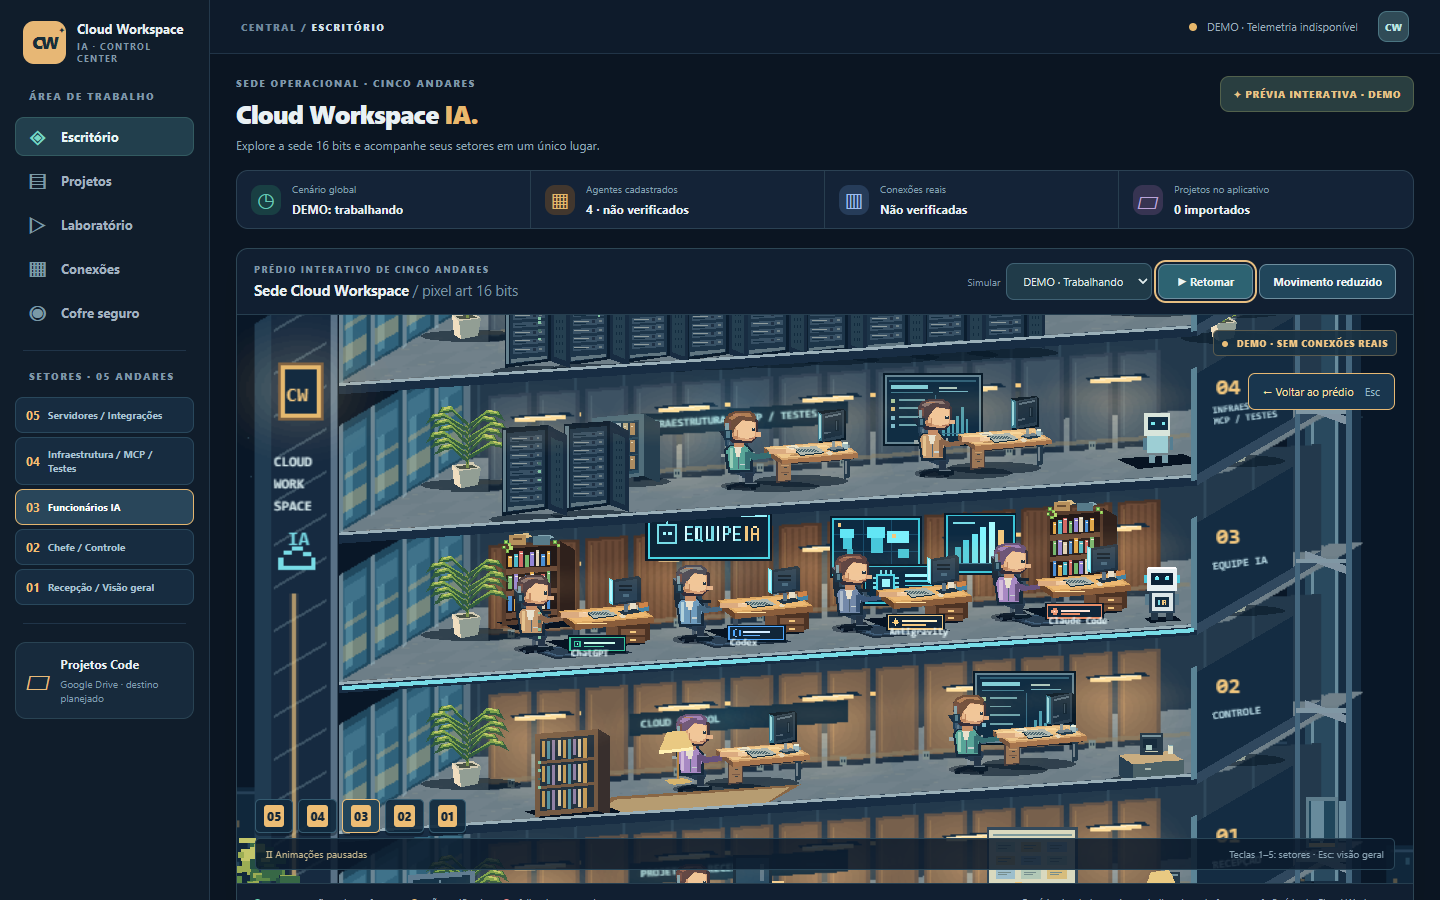 CW
Cloud Workspace
IA · CONTROL
CENTER
ÁREA DE TRABALHO
Escritório
Projetos
Laboratório
Conexões
Cofre seguro
SETORES · 05 ANDARES
05 Servidores / Integrações
04 Infraestrutura / MCP /
Testes
03 Funcionários IA
02 Chefe / Controle
01 Recepção / Visão geral
Projetos Code
Google Drive · destino
planejado
CENTRAL / ESCRITÓRIO
DEMO · Telemetria indisponível
CW
SEDE OPERACIONAL · CINCO ANDARES
Cloud Workspace IA.
Explore a sede 16 bits e acompanhe seus setores em um único lugar.
✦ PRÉVIA INTERATIVA · DEMO
Cenário global
DEMO: trabalhando
Agentes cadastrados
4 · não verificados
Conexões reais
Não verificadas
Projetos no aplicativo
0 importados
PRÉDIO INTERATIVO DE CINCO ANDARES
Sede Cloud Workspace / pixel art 16 bits
Simular
DEMO · Trabalhando
▶ Retomar
Movimento reduzido
DEMO · SEM CONEXÕES REAIS
← Voltar ao prédio Esc
CW
CLOUD
WORK
SPACE
IA
04
MCP / TESTES
P / TESTES
EQUIPE IA
03
EQUIPE IA
ChatGPT
Codex
Antigravity
Claude Code
IA
02
CONTROLE
CLOUD
01
05
04
03
02
01
Animações pausadas
Teclas 1–5: setores · Esc: visão geral